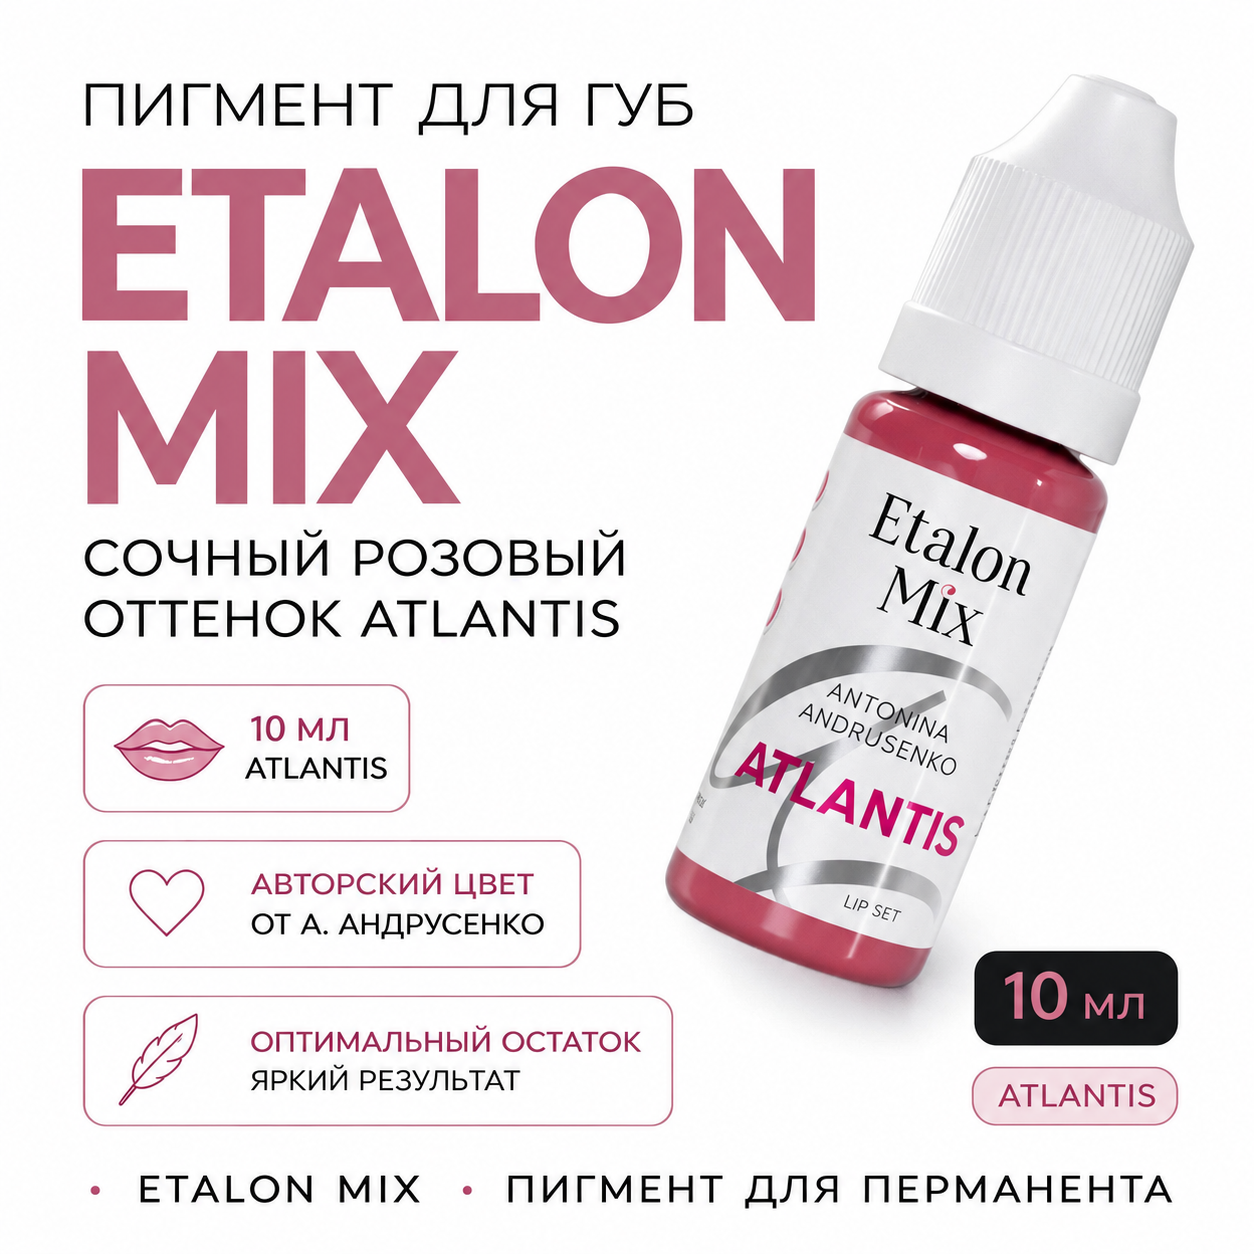 ПИГМЕНТ ДЛЯ ГУБ
ETALON
MIX
СОЧНЫЙ РОЗОВЫЙ
ОТТЕНОК ATLANTIS
10 МЛ
ATLANTIS
АВТОРСКИЙ ЦВЕТ
ОТ А. АНДРУСЕНКО
ОПТИМАЛЬНЫЙ ОСТАТОК
ЯРКИЙ РЕЗУЛЬТАТ
Etalon
Mix
ANTONINA
ANDRUSENKO
ATLANTIS
LIP SET
10 МЛ
ATLANTIS
• ETALON MIX • ПИГМЕНТ ДЛЯ ПЕРМАНЕНТА